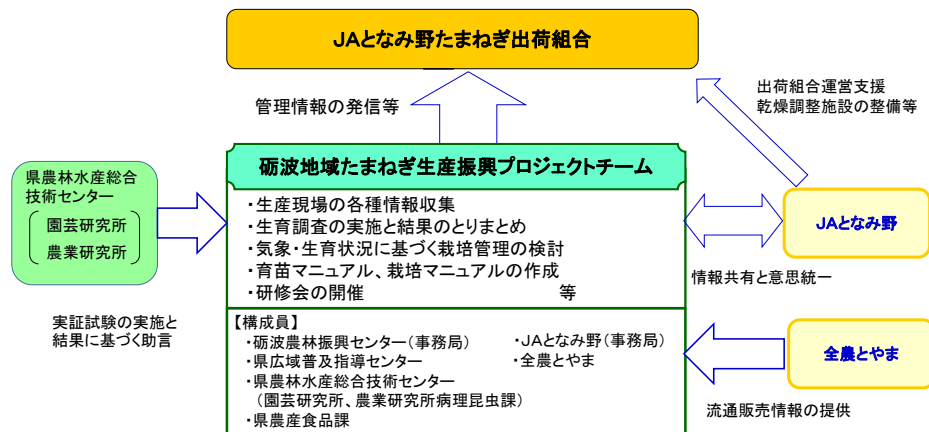 JAとなみ野たまねぎ出荷組合
管理情報の発信等
出荷組合運営支援
乾燥調整施設の整備等
砺波地域たまねぎ生産振興プロジェクトチーム
県農林水産総合
技術センター
園芸研究所
農業研究所
・生産現場の各種情報収集
・生育調査の実施と結果のとりまとめ
・気象・生育状況に基づく栽培管理の検討
・育苗マニュアル、栽培マニュアルの作成
・研修会の開催 等
JAとなみ野
情報共有と意思統一
実証試験の実施と
結果に基づく助言
【構成員】
・砺波農林振興センター(事務局) ・JAとなみ野(事務局)
・県広域普及指導センター ・全農とやま
・県農林水産総合技術センター
(園芸研究所、農業研究所病理昆虫課)
・県農産食品課
全農とやま
流通販売情報の提供